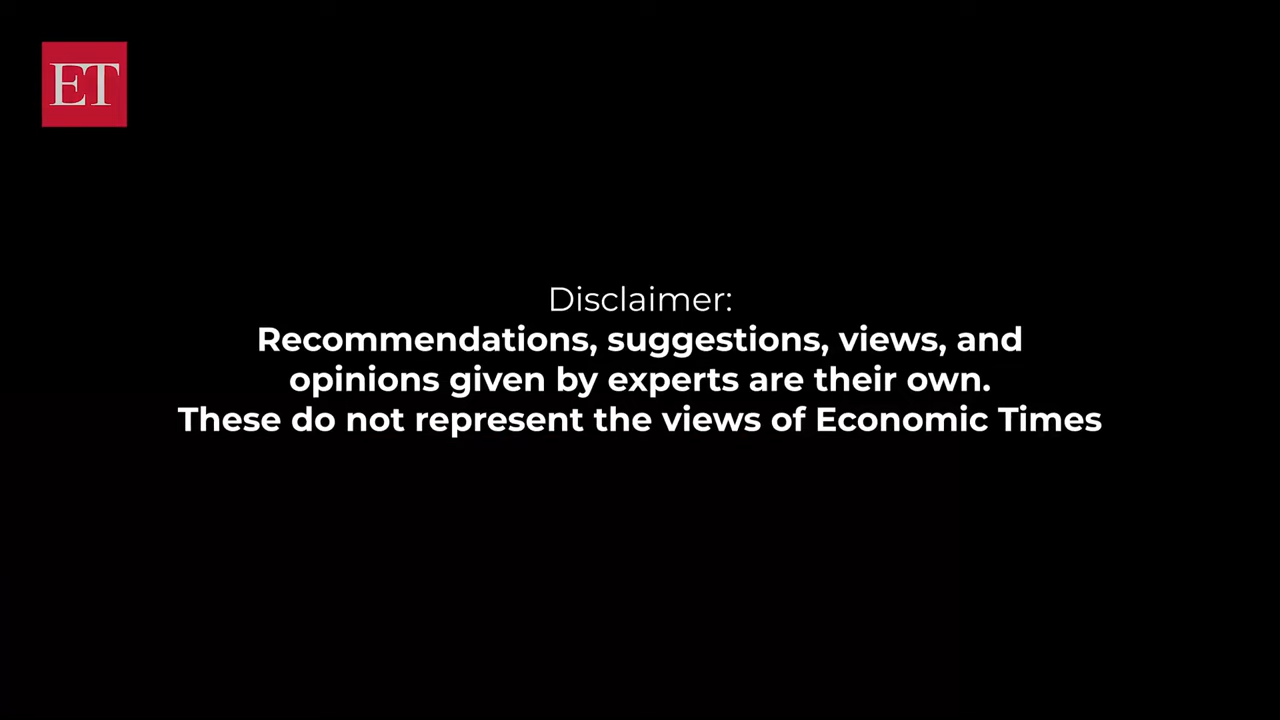 ET
Disclaimer:
Recommendations, suggestions, views, and
opinions given by experts are their own.
These do not represent the views of Economic Times